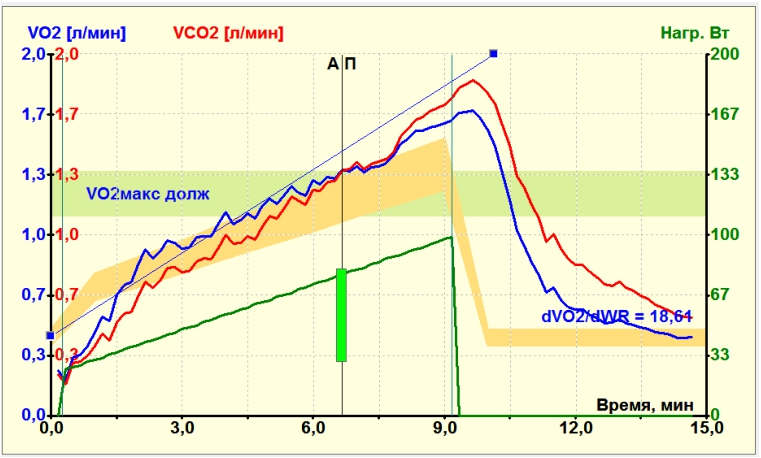 VO2 [л/мин] VCO2 [л/мин] Нагр. Вт
2,0 2,0 200
А П
1,7 1,7 167
1,3 1,3 133
VO2макс долж
1,0 1,0 100
0,7 0,7 67
dVO2/dWR = 18,61
0,3 0,3 33
Время, мин
0,0 0,0 0
0,0 3,0 6,0 9,0 12,0 15,0